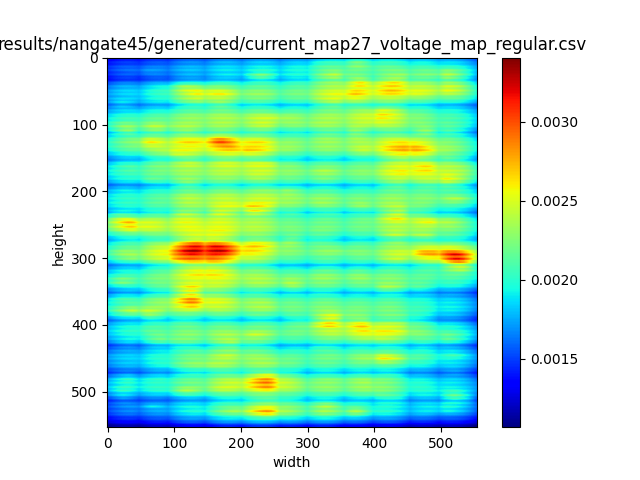 results/nangate45/generated/current_map27_voltage_map_regular.csv
0
100
200
300
400
500
height
0 100 200 300 400 500
width
0.0030
0.0025
0.0020
0.0015